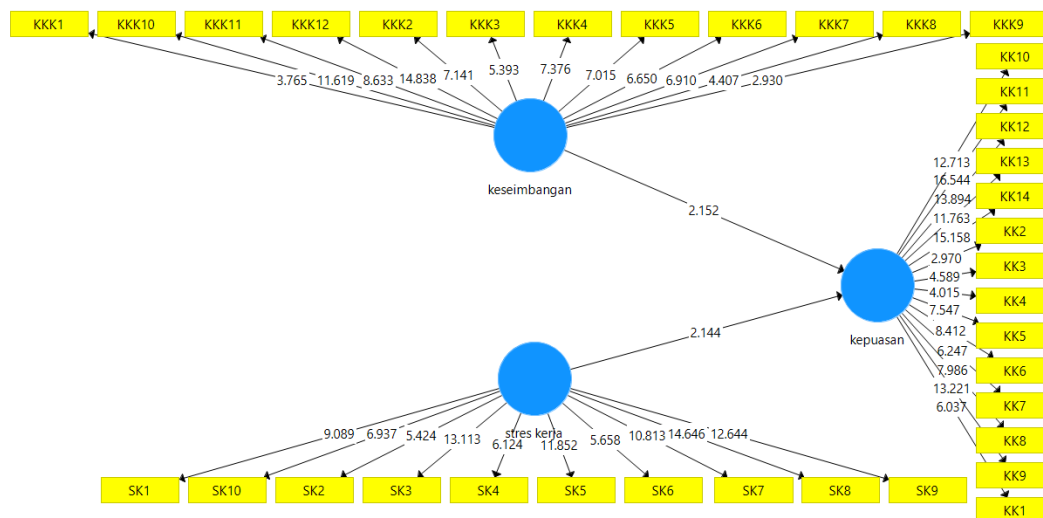 KKK1 KKK10 KKK11 KKK12 KKK2 KKK3 KKK4 KKK5 KKK6 KKK7 KKK8 KKK9
3.765 11.619 8.633 14.838 7.141 5.393 7.376 7.015 6.650 6.910 4.407 2.930
keseimbangan
2.152
KK10
KK11
KK12
KK13
KK14
KK2
KK3
KK4
KK5
KK6
KK7
KK8
KK9
KK1
12.713
16.544
13.894
11.763
15.158
2.970
4.589
4.015
7.547
8.412
6.247
7.986
13.221
6.037
kepuasan
2.144
stres kerja
9.089 6.937 5.424 13.113 6.124 11.852 5.658 10.813 14.646 12.644
SK1 SK10 SK2 SK3 SK4 SK5 SK6 SK7 SK8 SK9